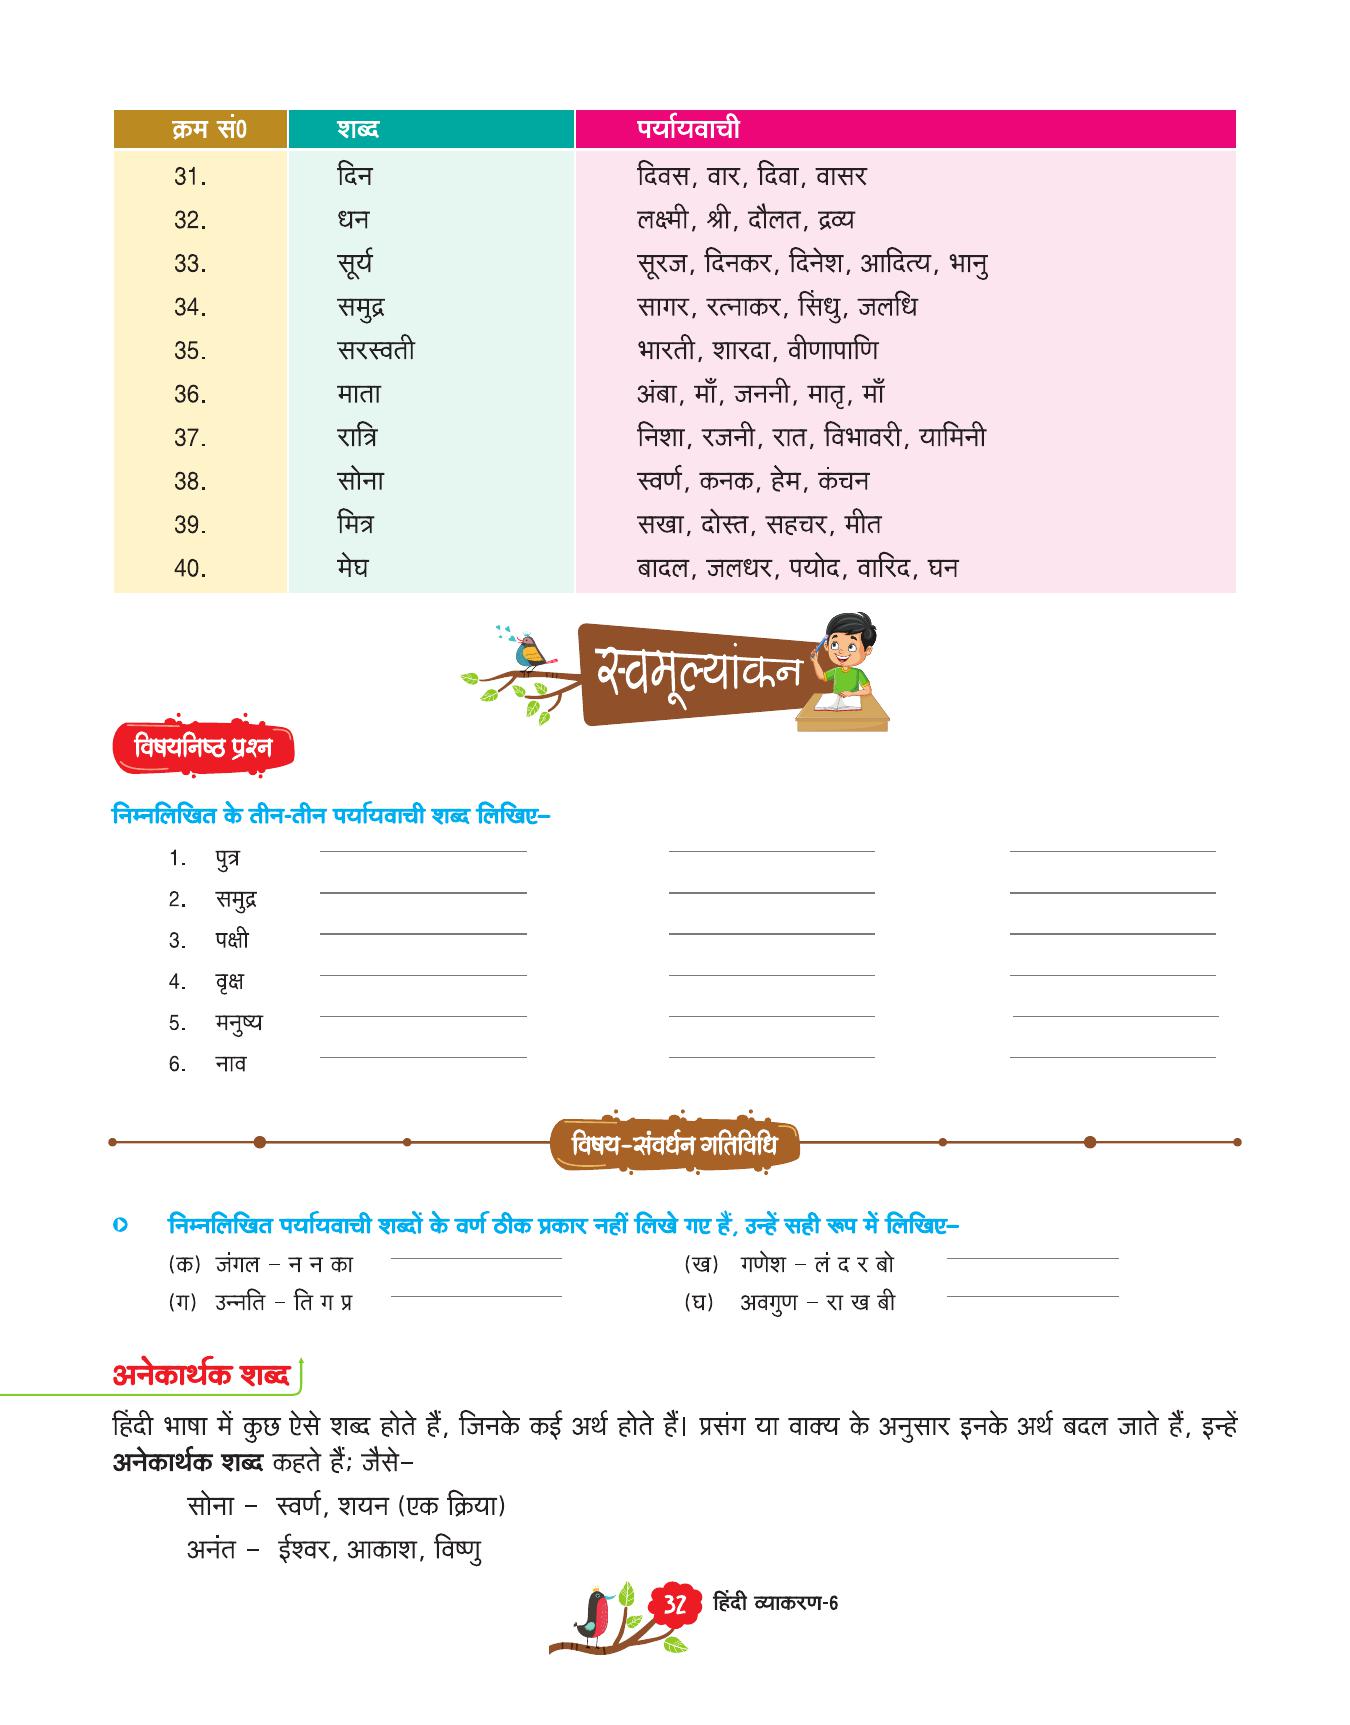 क्रम सं0 शब्द पर्यायवाची
31. दिन दिवस, वार, दिवा, वासर
32. धन लक्ष्मी, श्री, दौलत, द्रव्य
33. सूर्य सूरज, दिनकर, दिनेश, आदित्य, भानु
34. समुद्र सागर, रत्नाकर, सिंधु, जलधि
35. सरस्वती भारती, शारदा, वीणापाणि
36. माता अंबा, माँ, जननी, मातृ, माँ
37. रात्रि निशा, रजनी, रात, विभावरी, यामिनी
38. सोना स्वर्ण, कनक, हेम, कंचन
39. मित्र सखा, दोस्त, सहचर, मीत
40. मेघ बादल, जलधर, पयोद, वारिद, घन
स्वमूल्यांकन
विषयनिष्ठ प्रश्न
निम्नलिखित के तीन-तीन पर्यायवाची शब्द लिखिए–
1. पुत्र
2. समुद्र
3. पक्षी
4. वृक्ष
5. मनुष्य
6. नाव
विषय-संवर्धन गतिविधि
निम्नलिखित पर्यायवाची शब्दों के वर्ण ठीक प्रकार नहीं लिखे गए हैं, उन्हें सही रूप में लिखिए–
(क) जंगल – न न का (ख) गणेश – लं द र बो
(ग) उन्नति – ति ग प्र (घ) अवगुण – रा ख बी
अनेकार्थक शब्द
हिंदी भाषा में कुछ ऐसे शब्द होते हैं, जिनके कई अर्थ होते हैं। प्रसंग या वाक्य के अनुसार इनके अर्थ बदल जाते हैं, इन्हें
अनेकार्थक शब्द कहते हैं; जैसे–
सोना – स्वर्ण, शयन (एक क्रिया)
अनंत – ईश्वर, आकाश, विष्णु
32 हिंदी व्याकरण-6